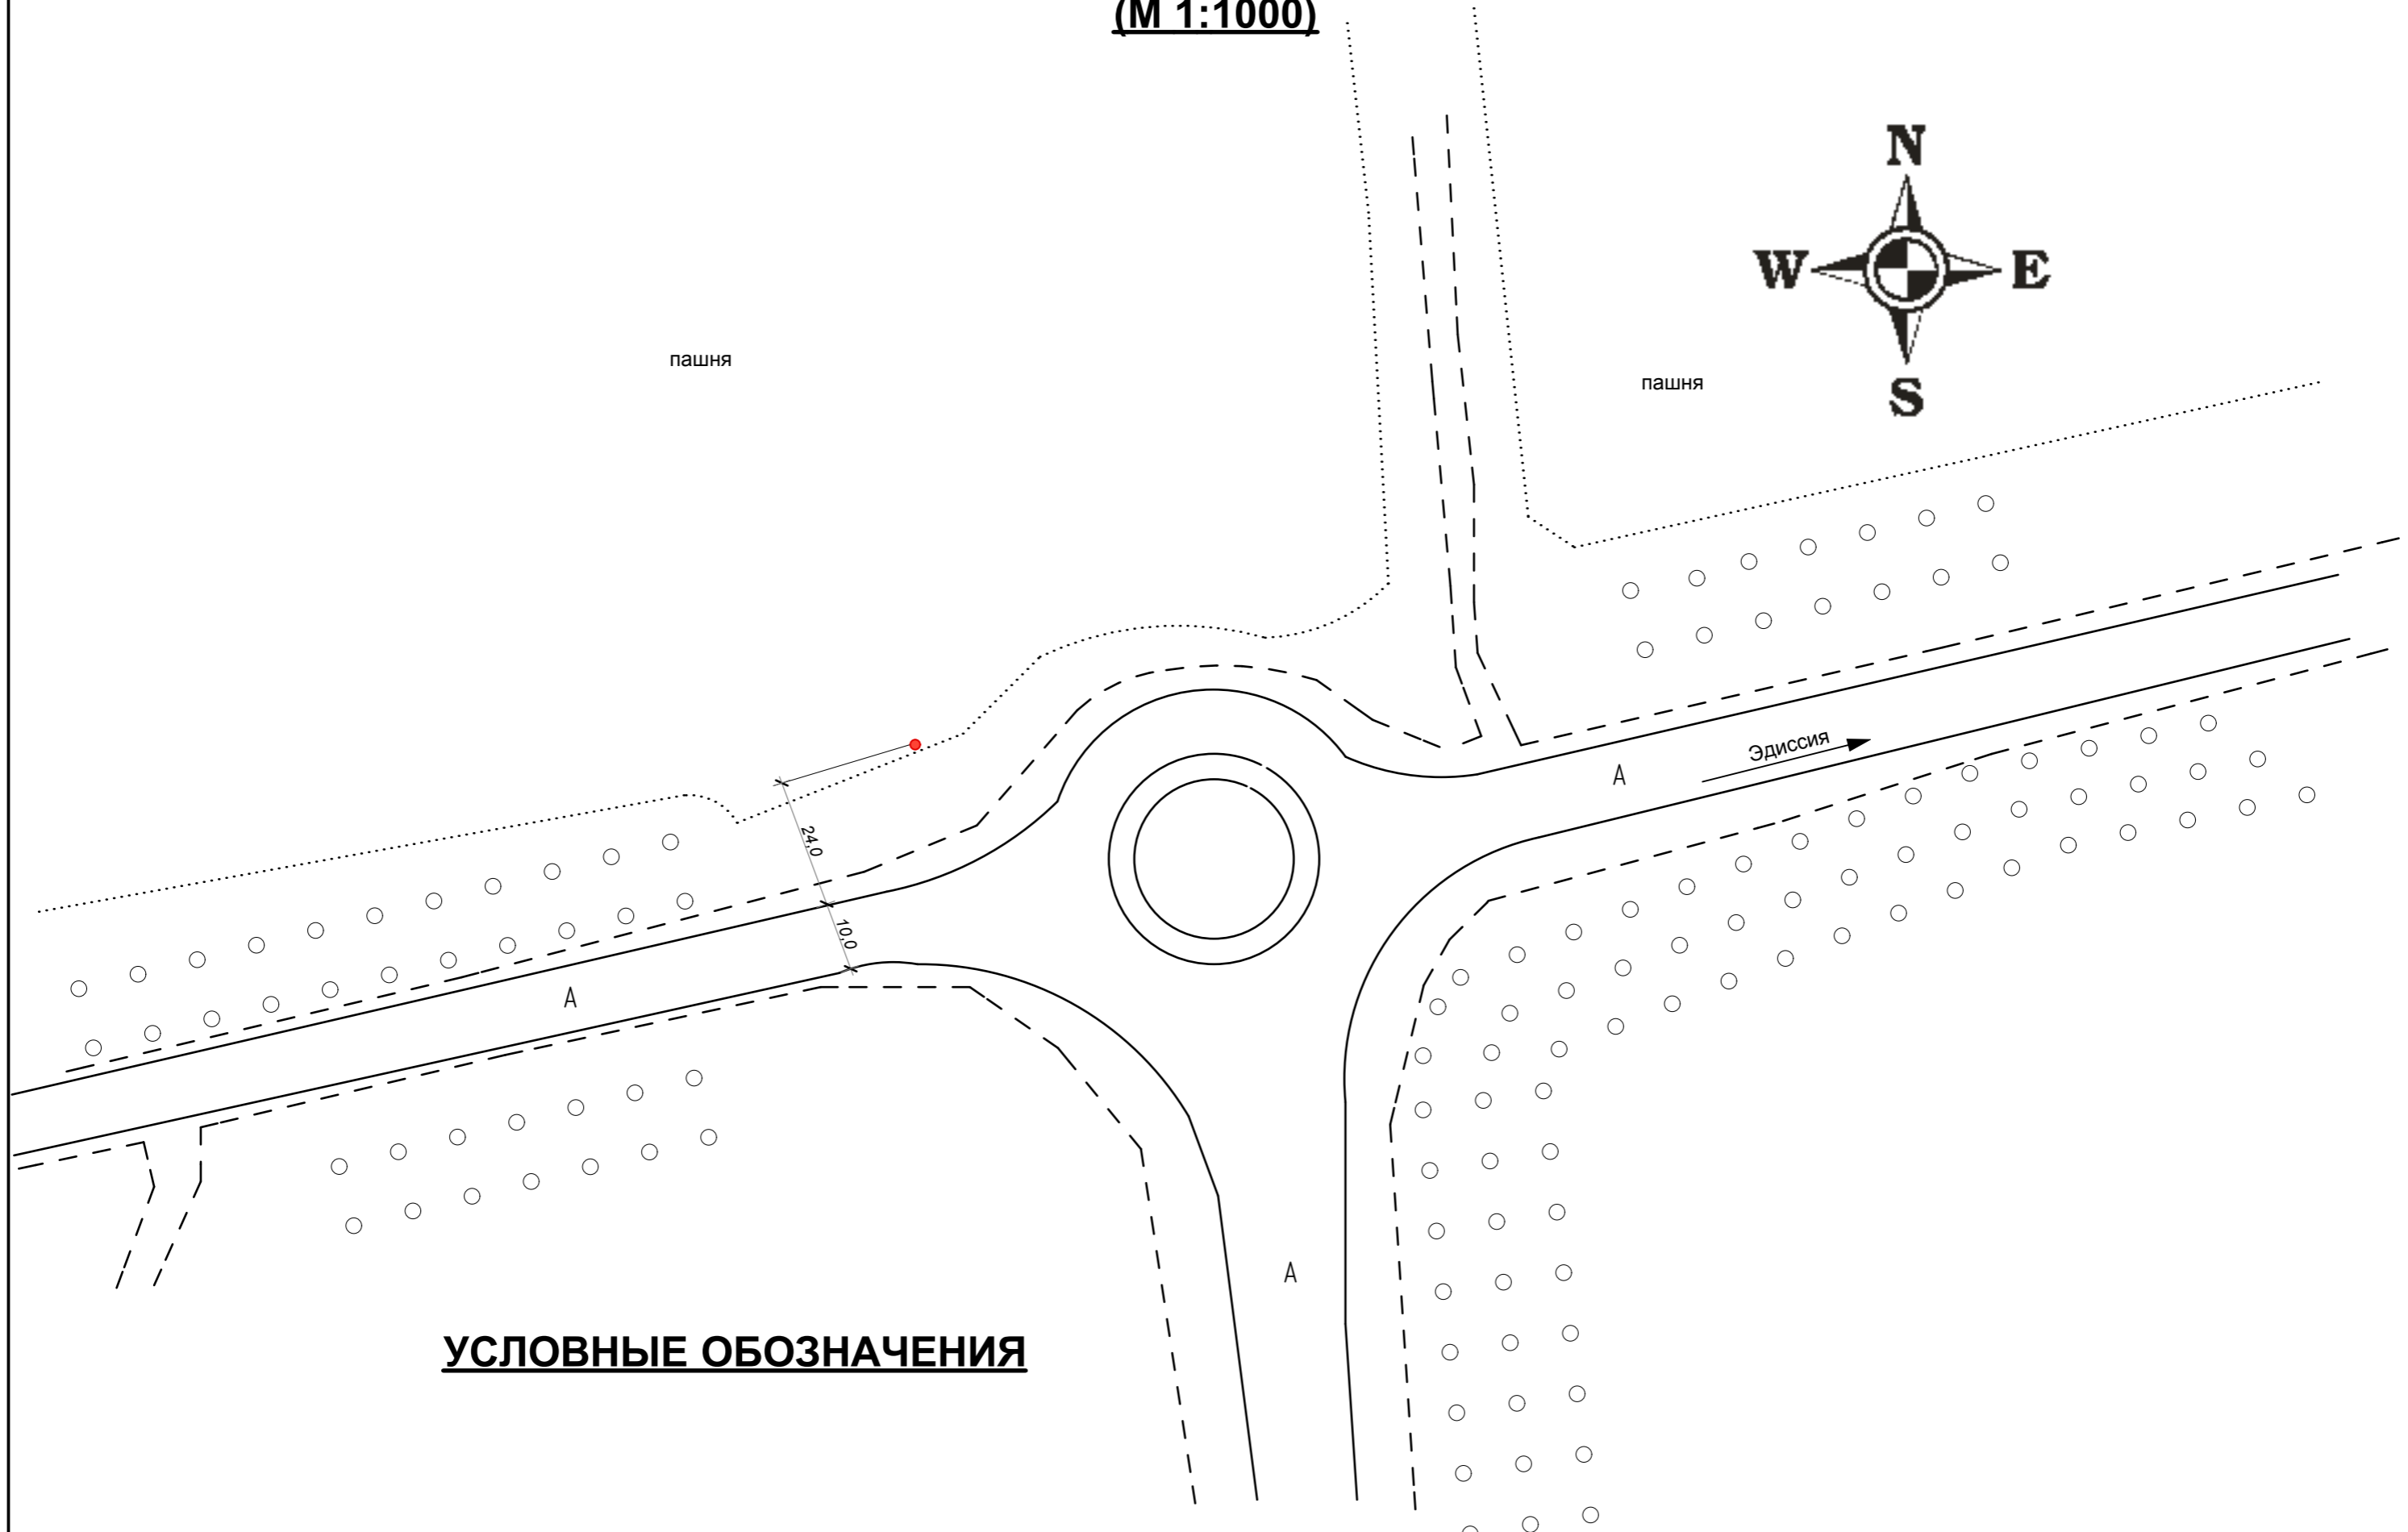 (М 1:1000)
N
W E
S
пашня
пашня
Эдиссия
А
24,0
10,0
А
А
УСЛОВНЫЕ ОБОЗНАЧЕНИЯ